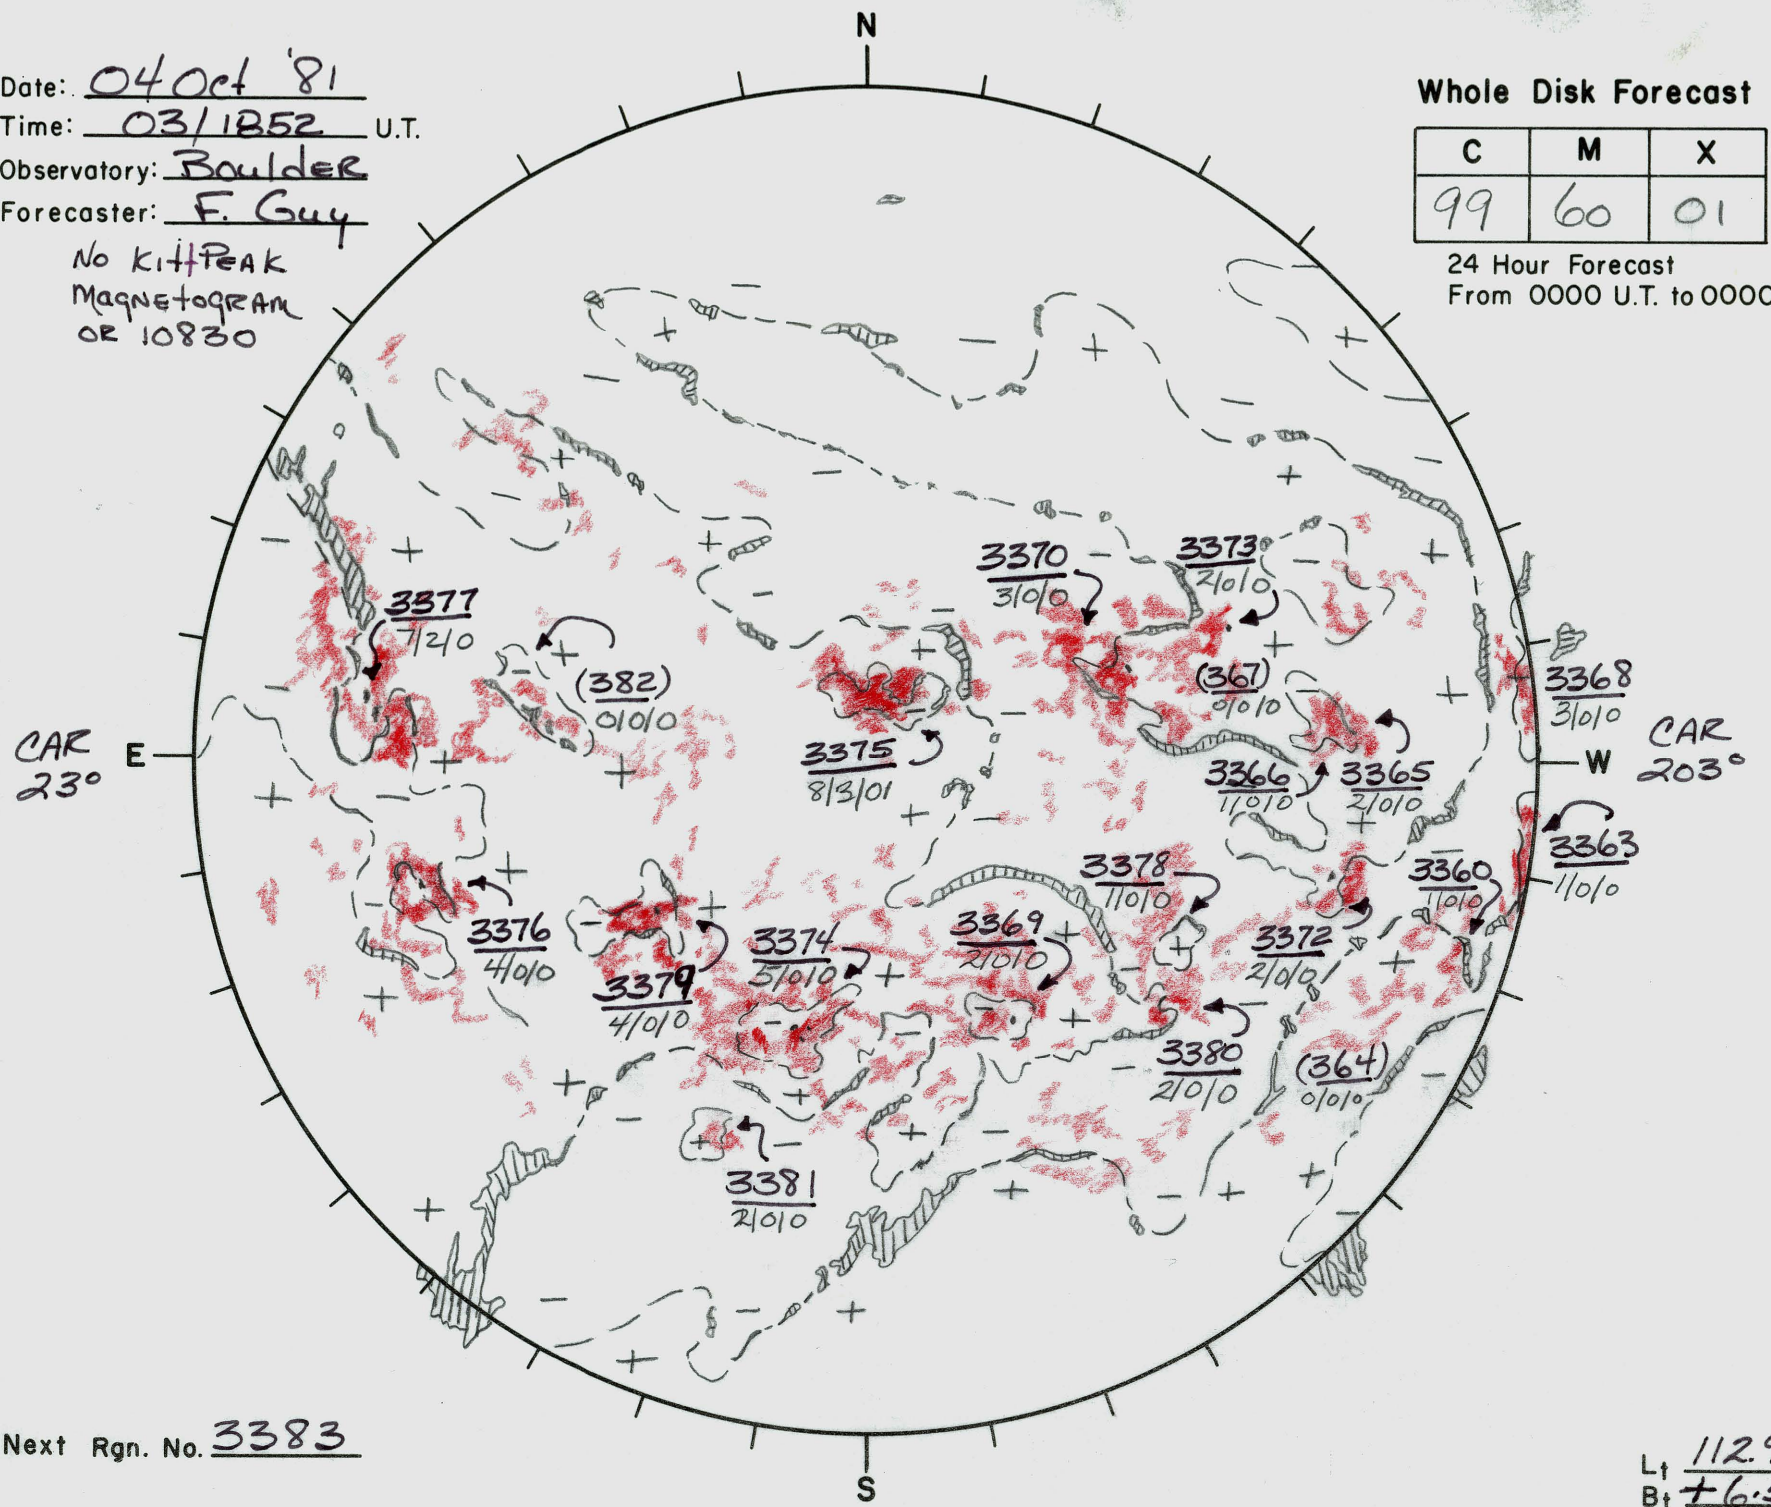 N
Date: 04 Oct '81
Time: 03/1852 U.T.
Observatory: Boulder
Forecaster: F. Guy
No Kitt Peak
Magnetogram
or 10830
Whole Disk Forecast
C M X
99 60 01
24 Hour Forecast
From 0000 U.T. to 0000
3370
3/0/0
3373
2/0/0
3377
7/2/0
(382)
0/0/0
(367)
0/0/0
3368
3/0/0
CAR
23°
E
3375
8/3/01
3366
1/0/0
3365
2/0/0
W
CAR
203°
3363
1/0/0
3378
1/0/0
3360
1/0/0
3376
4/0/0
3379
4/0/0
3374
5/0/0
3369
2/0/0
3372
2/0/0
3380
2/0/0
(364)
0/0/0
3381
2/0/0
Next Rgn. No. 3383
S
Lt 112.
Bt +6.